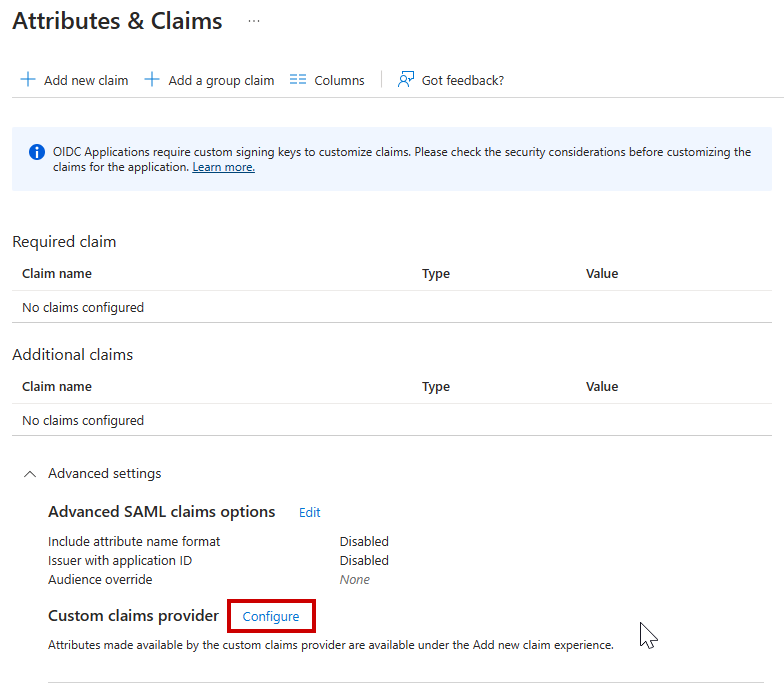 Attributes & Claims ...
Add new claim Add a group claim Columns Got feedback?
OIDC Applications require custom signing keys to customize claims. Please check the security considerations before customizing the
claims for the application. Learn more.
Required claim
Claim name Type Value
No claims configured
Additional claims
Claim name Type Value
No claims configured
Advanced settings
Advanced SAML claims options Edit
Include attribute name format Disabled
Issuer with application ID Disabled
Audience override None
Custom claims provider Configure
Attributes made available by the custom claims provider are available under the Add new claim experience.